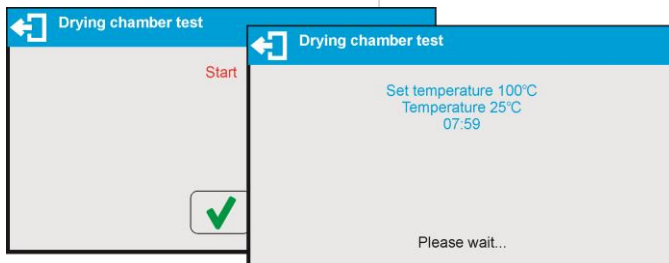 Drying chamber test
Start
Drying chamber test
Set temperature 100°C
Temperature 25°C
07:59
Please wait...